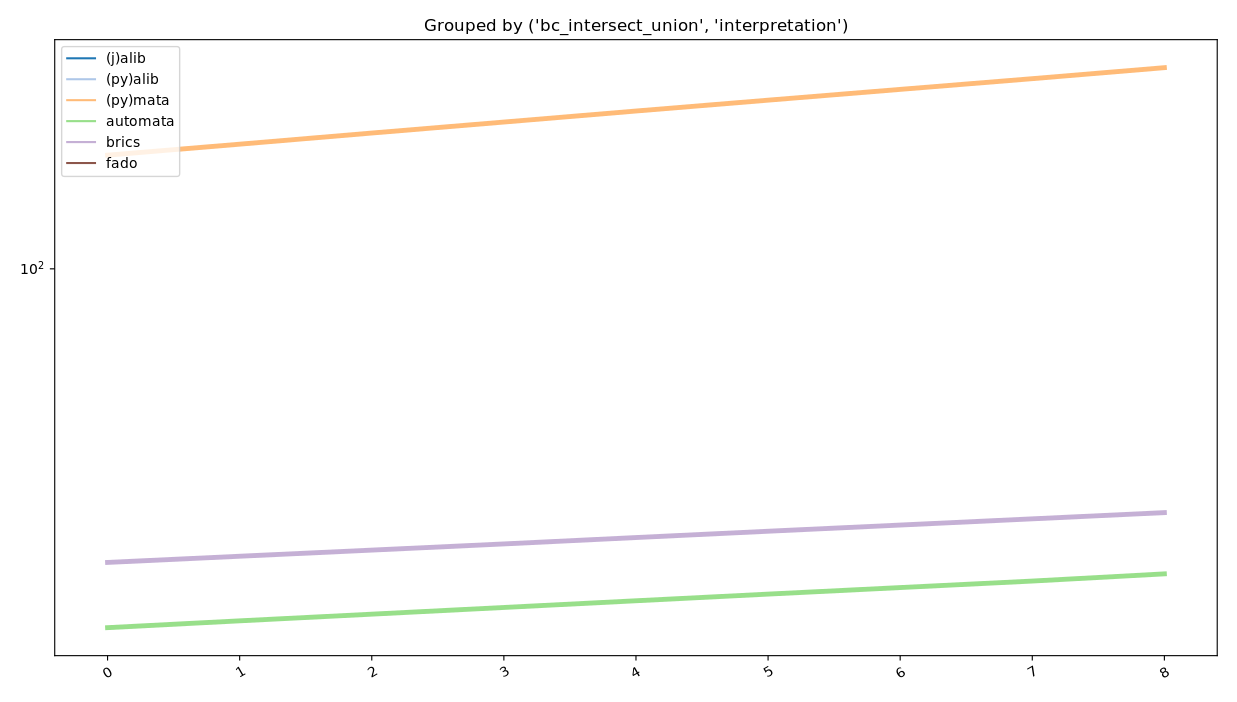 Grouped by ('bc_intersect_union', 'interpretation')
(j)alib
(py)alib
(py)mata
automata
brics
fado
10²
0 1 2 3 4 5 6 7 8